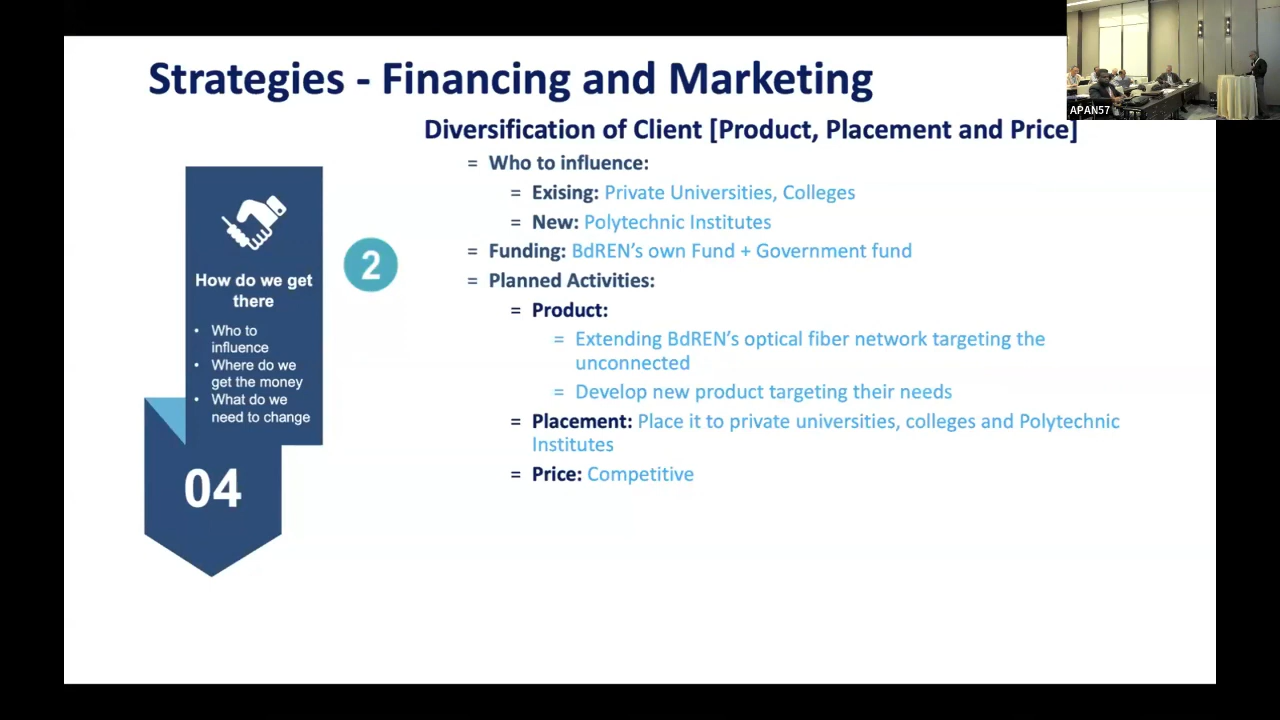 Strategies - Financing and Marketing
APAN57
Diversification of Client [Product, Placement and Price]
= Who to influence:
= Exising: Private Universities, Colleges
= New: Polytechnic Institutes
= Funding: BdREN's own Fund + Government fund
= Planned Activities:
= Product:
= Extending BdREN's optical fiber network targeting the
unconnected
= Develop new product targeting their needs
= Placement: Place it to private universities, colleges and Polytechnic
Institutes
= Price: Competitive
2
How do we get
there
• Who to
influence
• Where do we
get the money
• What do we
need to change
04